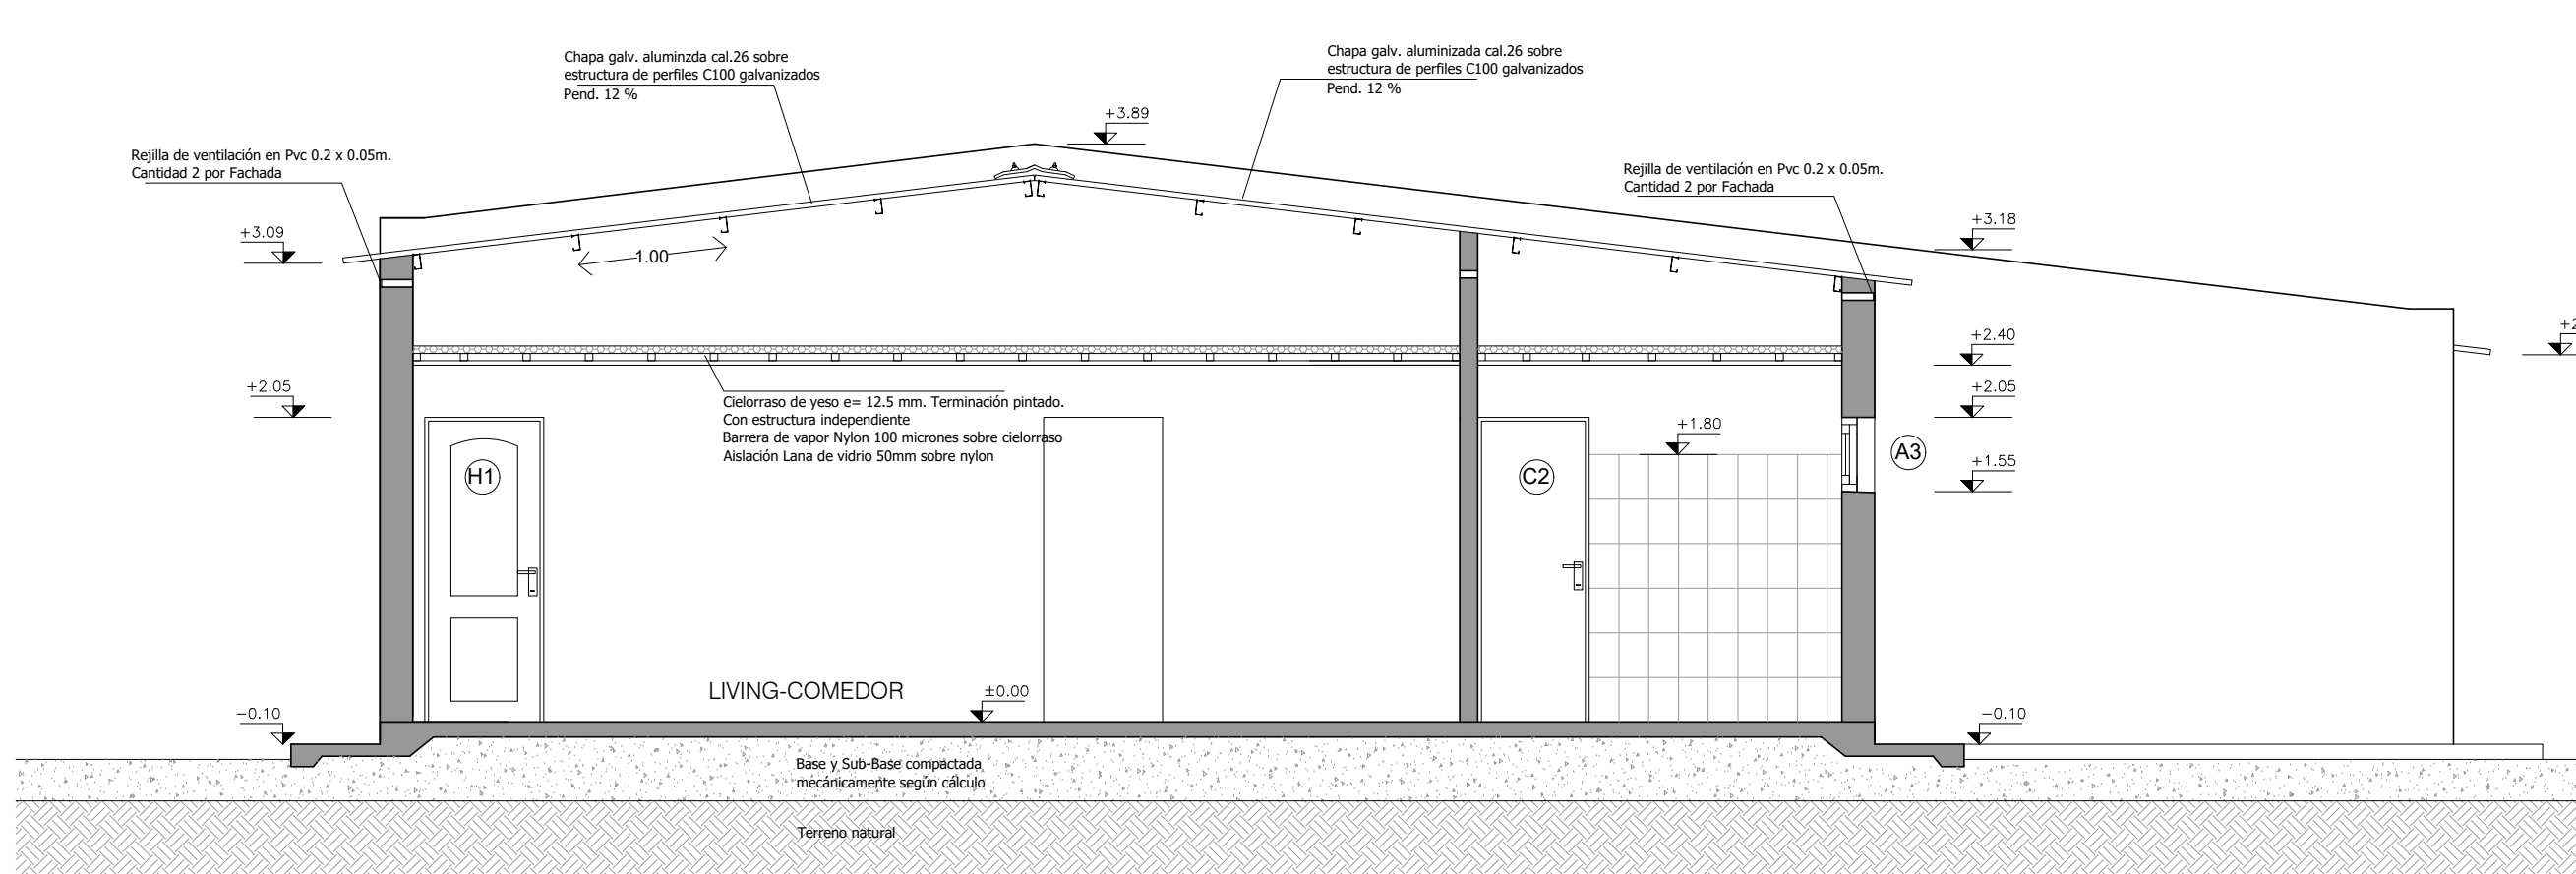 Chapa galv. aluminzda cal.26 sobre
estructura de perfiles C100 galvanizados
Pend. 12 %
Chapa galv. aluminizada cal.26 sobre
estructura de perfiles C100 galvanizados
Pend. 12 %
+3.89
Rejilla de ventilación en Pvc 0.2 x 0.05m.
Cantidad 2 por Fachada
Rejilla de ventilación en Pvc 0.2 x 0.05m.
Cantidad 2 por Fachada
+3.09
1.00
+3.18
+2.40
+2.05
+2.05
Cielorraso de yeso e= 12.5 mm. Terminación pintado.
Con estructura independiente
Barrera de vapor Nylon 100 micrones sobre cielorraso
Aislación Lana de vidrio 50mm sobre nylon
+1.80
H1
C2
A3
+1.55
LIVING-COMEDOR
±0.00
-0.10
-0.10
Base y Sub-Base compactada
mecánicamente según cálculo
Terreno natural